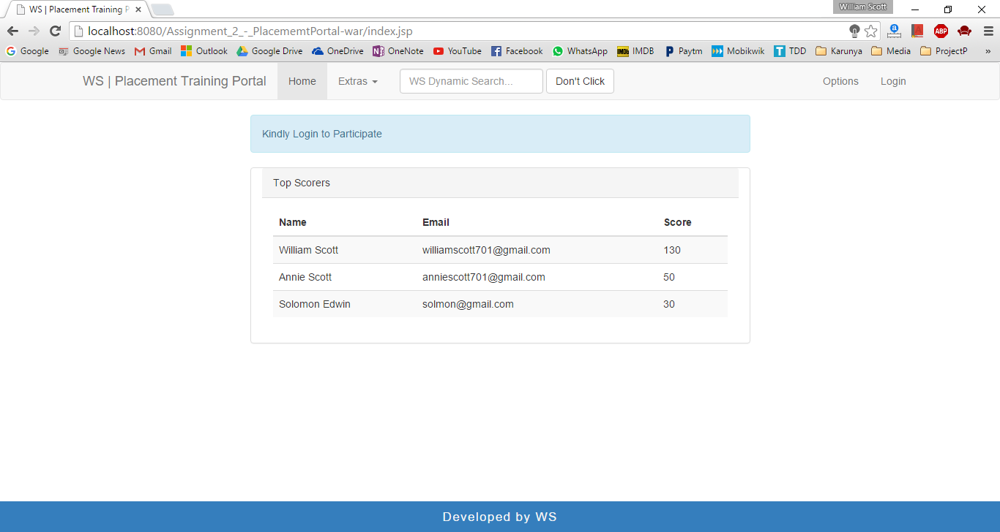 WS | Placement Training P
William Scott
localhost:8080/Assignment_2_-_PlacememtPortal-war/index.jsp
a ABP
Google Google News Gmail Outlook Google Drive OneDrive OneNote YouTube Facebook WhatsApp IMDB Paytm Mobikwik TDD Karunya Media ProjectP »
WS | Placement Training Portal Home Extras WS Dynamic Search... Don't Click Options Login
Kindly Login to Participate
Top Scorers
Name Email Score
William Scott williamscott701@gmail.com 130
Annie Scott anniescott701@gmail.com 50
Solomon Edwin solmon@gmail.com 30
Developed by WS